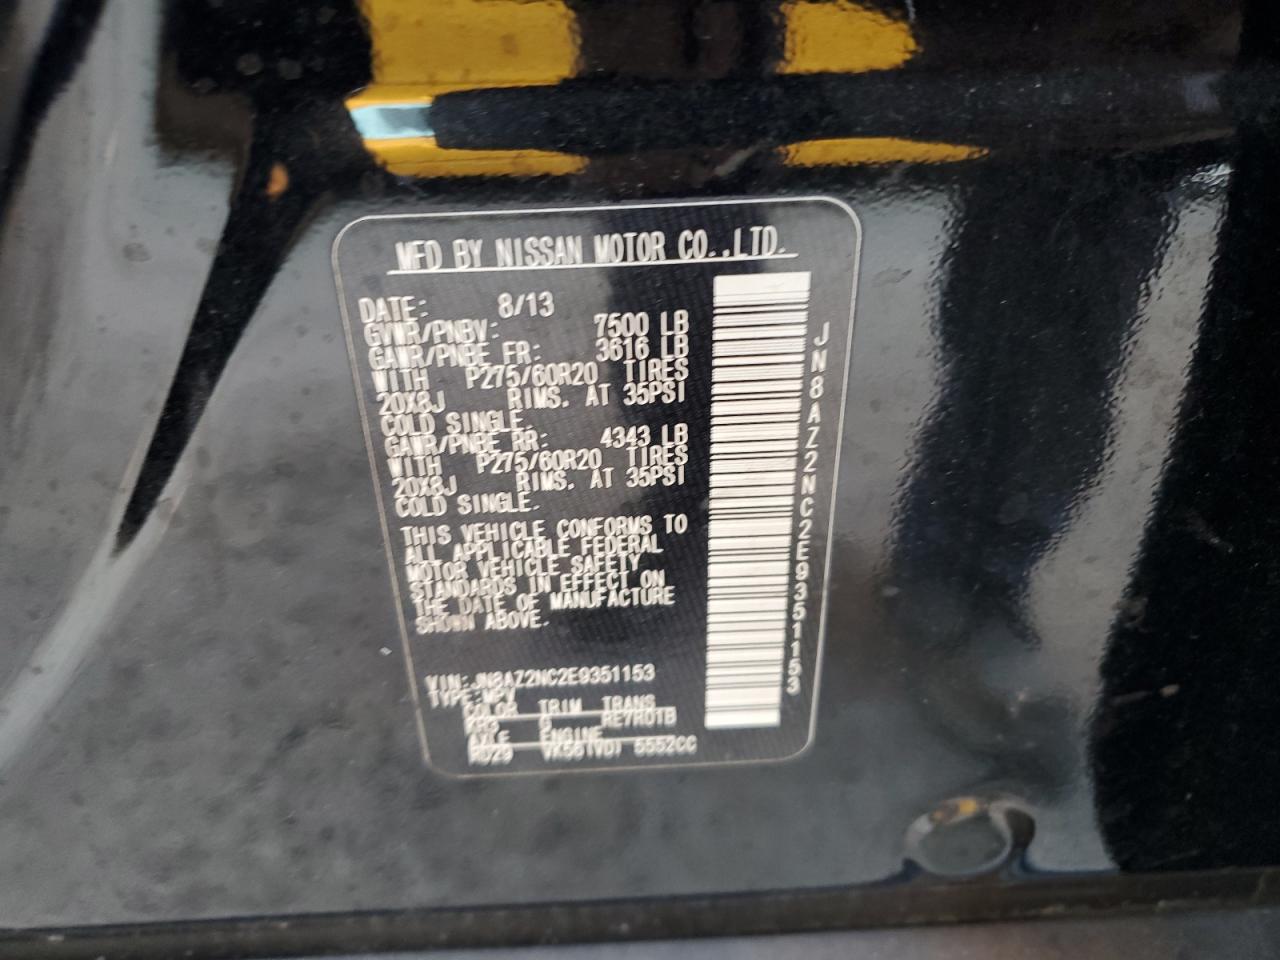 MFD BY NISSAN MOTOR CO.,LTD.
DATE: 8/13
GVWR/PNBV: 7500 LB
GAWR/PNBE FR: 3616 LB
WITH P275/60R20 TIRES
20X8J RIMS. AT 35PSI
COLD SINGLE.
GAWR/PNBE RR: 4343 LB
WITH P275/60R20 TIRES
20X8J RIMS. AT 35PSI
COLD SINGLE.
THIS VEHICLE CONFORMS TO
ALL APPLICABLE FEDERAL
MOTOR VEHICLE SAFETY
STANDARDS IN EFFECT ON
THE DATE OF MANUFACTURE
SHOWN ABOVE.
VIN:JN8AZ2NC2E9351153
TYPE:MPV
COLOR TRIM TRANS
RE7R01B
AXLE ENGINE
RD29 VK56(VD) 5552CC
JN8AZ2NC2E9351153